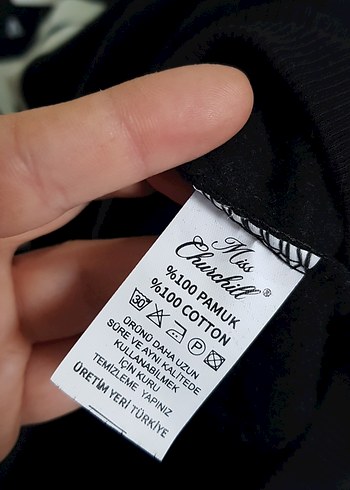 Miss
Churchill®
%100 PAMUK
%100 COTTON
30 P
ÜRÜNÜ DAHA UZUN
SÜRE VE AYNI KALİTEDE
KULLANABİLMEK
İÇİN KURU
TEMİZLEME YAPINIZ
ÜRETİM YERİ TÜRKİYE